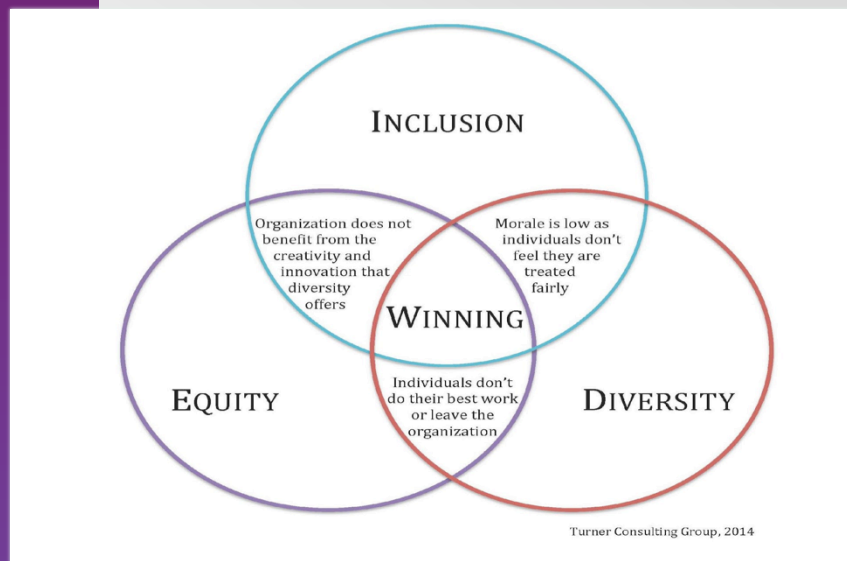 INCLUSION
Organization does not
benefit from the
creativity and
innovation that
diversity
offers
Morale is low as
individuals don't
feel they are
treated
fairly
WINNING
EQUITY
Individuals don't
do their best work
or leave the
organization
DIVERSITY
Turner Consulting Group, 2014